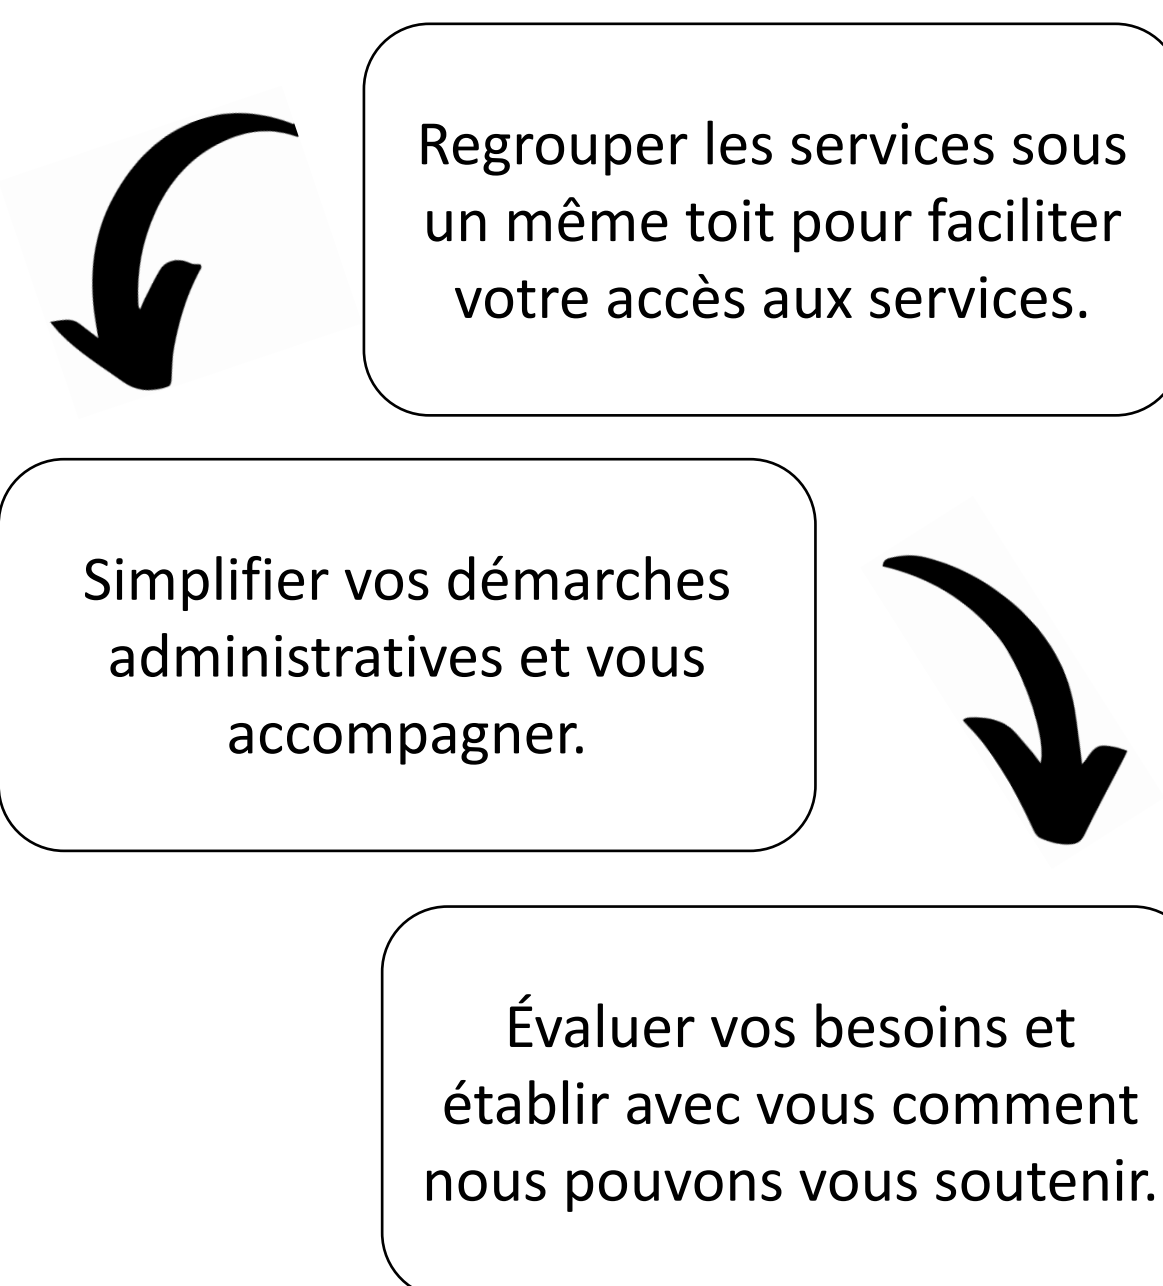 Regrouper les services sous
un même toit pour faciliter
votre accès aux services.
Simplifier vos démarches
administratives et vous
accompagner.
Évaluer vos besoins et
établir avec vous comment
nous pouvons vous soutenir.